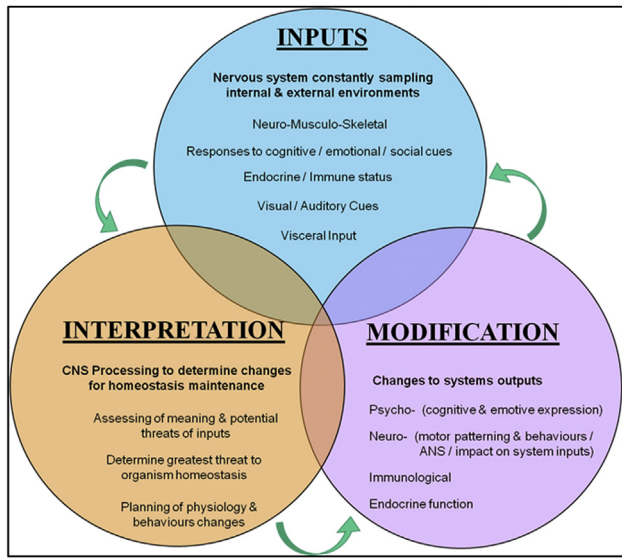 INPUTS
Nervous system constantly sampling
internal & external environments
Neuro-Musculo-Skeletal
Responses to cognitive / emotional / social cues
Endocrine / Immune status
Visual / Auditory Cues
Visceral Input
INTERPRETATION
CNS Processing to determine changes
for homeostasis maintenance
Assessing of meaning & potential
threats of inputs
Determine greatest threat to
organism homeostasis
Planning of physiology &
behaviours changes
MODIFICATION
Changes to systems outputs
Psycho- (cognitive & emotive expression)
Neuro- (motor patterning & behaviours /
ANS / impact on system inputs)
Immunological
Endocrine function